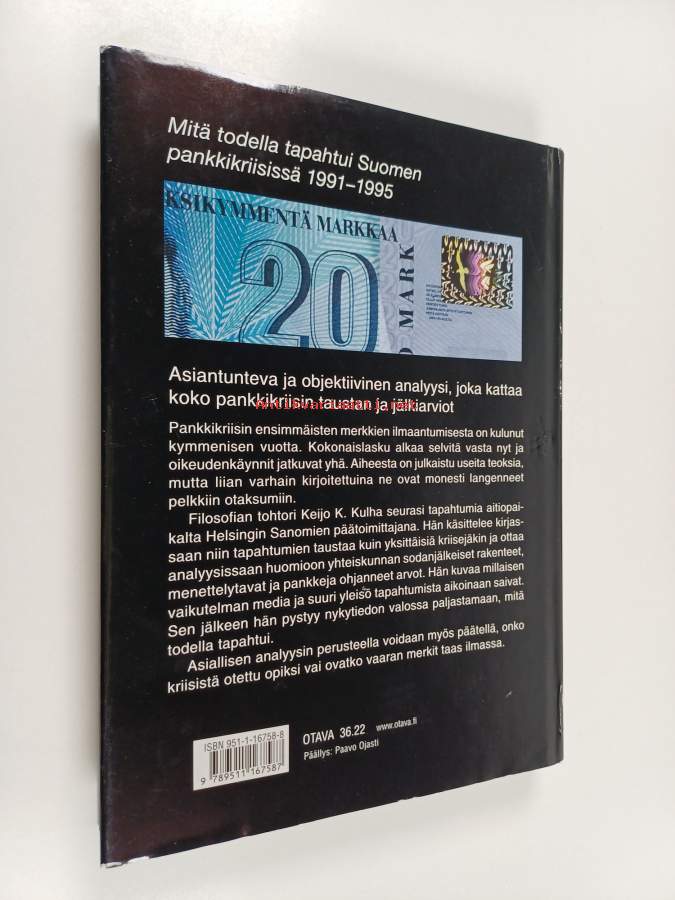 Mitä todella tapahtui Suomen
pankkikriisissä 1991–1995
KSIKYMMENTÄ MARKKAA
20
MARK
Asiantunteva ja objektiivinen analyysi, joka kattaa
koko pankkikriisin taustan ja jälkiarviot
Pankkikriisin ensimmäisten merkkien ilmaantumisesta on kulunut
kymmenisen vuotta. Kokonaislasku alkaa selvitä vasta nyt ja
oikeudenkäynnit jatkuvat yhä. Aiheesta on julkaistu useita teoksia,
mutta liian varhain kirjoitettuina ne ovat monesti langenneet
pelkkiin otaksumiin.
Filosofian tohtori Keijo K. Kulha seurasi tapahtumia aitiopai-
kalta Helsingin Sanomien päätoimittajana. Hän käsittelee kirjas-
saan niin tapahtumien taustaa kuin yksittäisiä kriisejäkin ja ottaa
analyysissaan huomioon yhteiskunnan sodanjälkeiset rakenteet,
menettelytavat ja pankkeja ohjanneet arvot. Hän kuvaa millaisen
vaikutelman media ja suuri yleisö tapahtumista aikoinaan saivat.
Sen jälkeen hän pystyy nykytiedon valossa paljastamaan, mitä
todella tapahtui.
Asiallisen analyysin perusteella voidaan myös päätellä, onko
kriisistä otettu opiksi vai ovatko vaaran merkit taas ilmassa.
ISBN 951-1-16758-8
9 789511 167587
OTAVA 36.22 www.otava.fi
Päällys: Paavo Ojasti